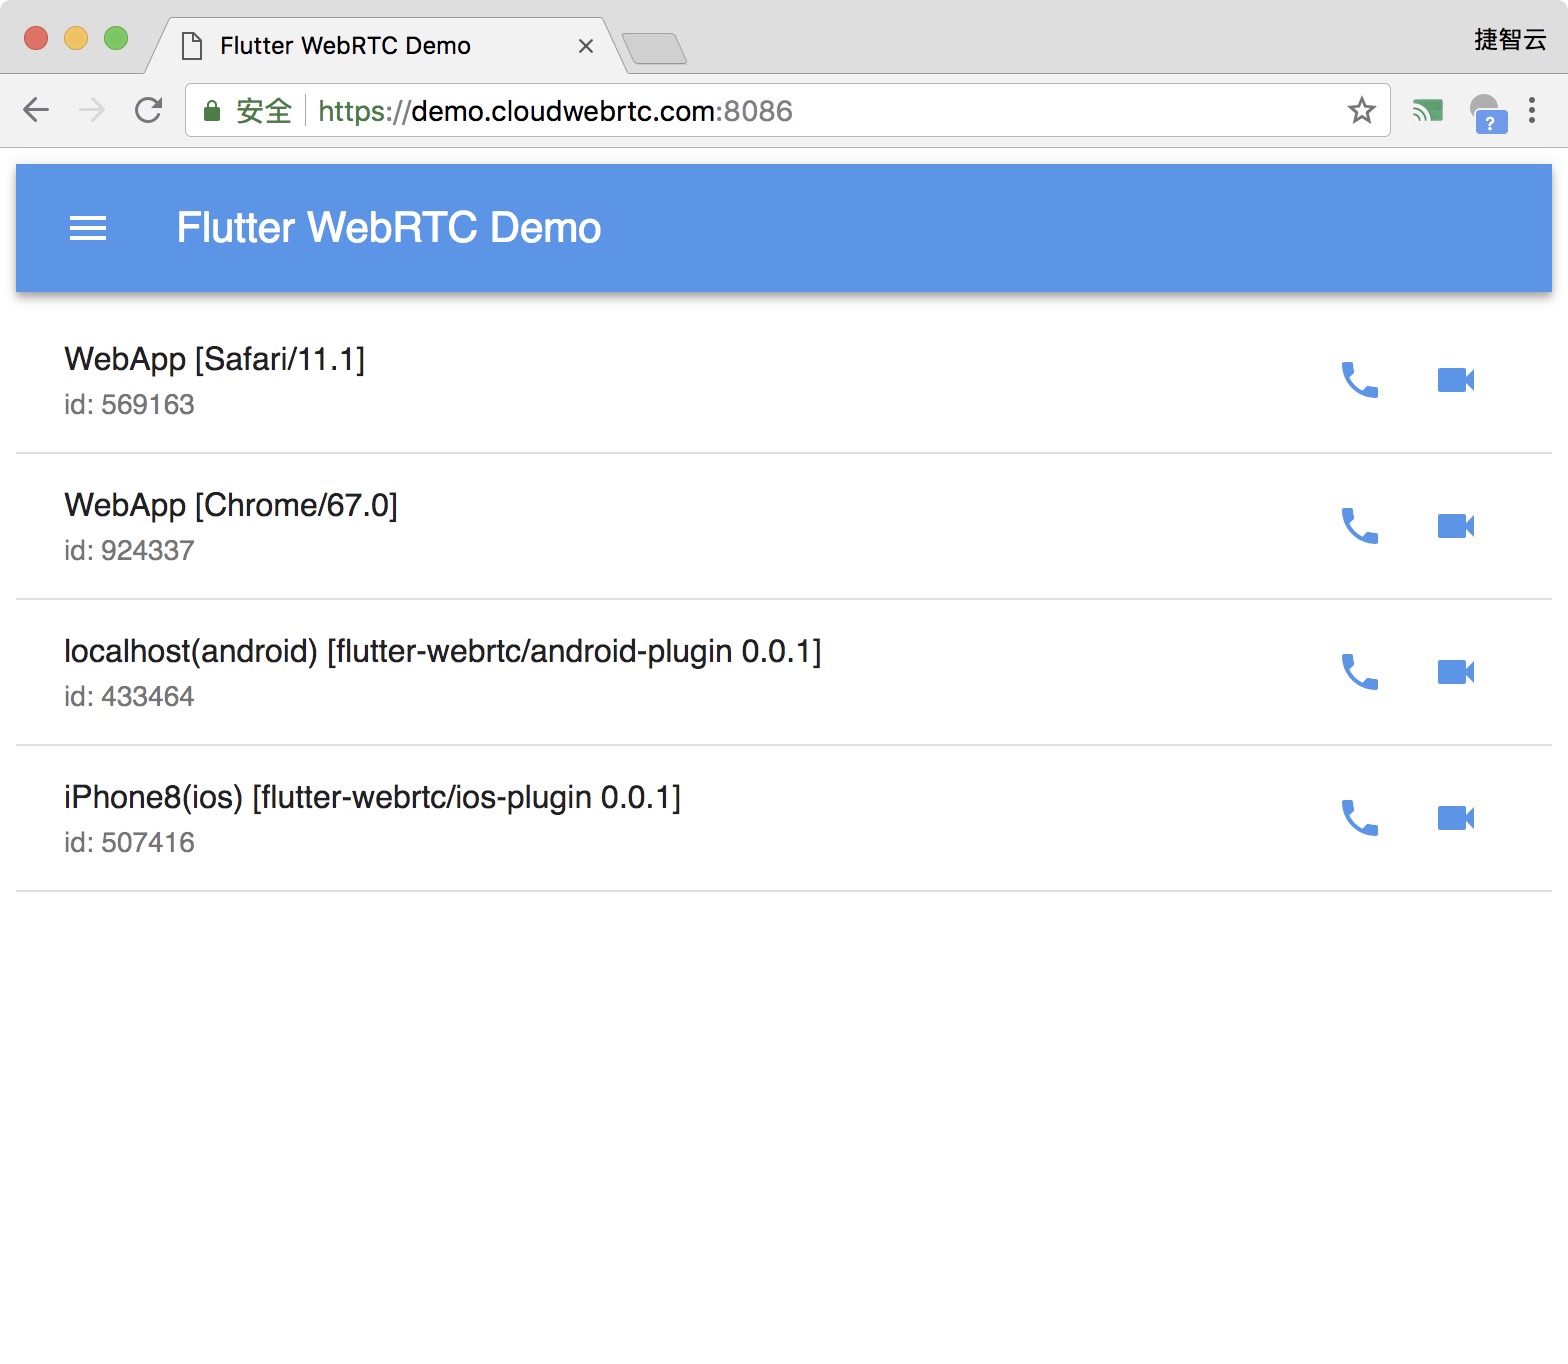 Flutter WebRTC Demo
捷智云
安全 https://demo.cloudwebrtc.com:8086
?
Flutter WebRTC Demo
WebApp [Safari/11.1]
id: 569163
WebApp [Chrome/67.0]
id: 924337
localhost(android) [flutter-webrtc/android-plugin 0.0.1]
id: 433464
iPhone8(ios) [flutter-webrtc/ios-plugin 0.0.1]
id: 507416